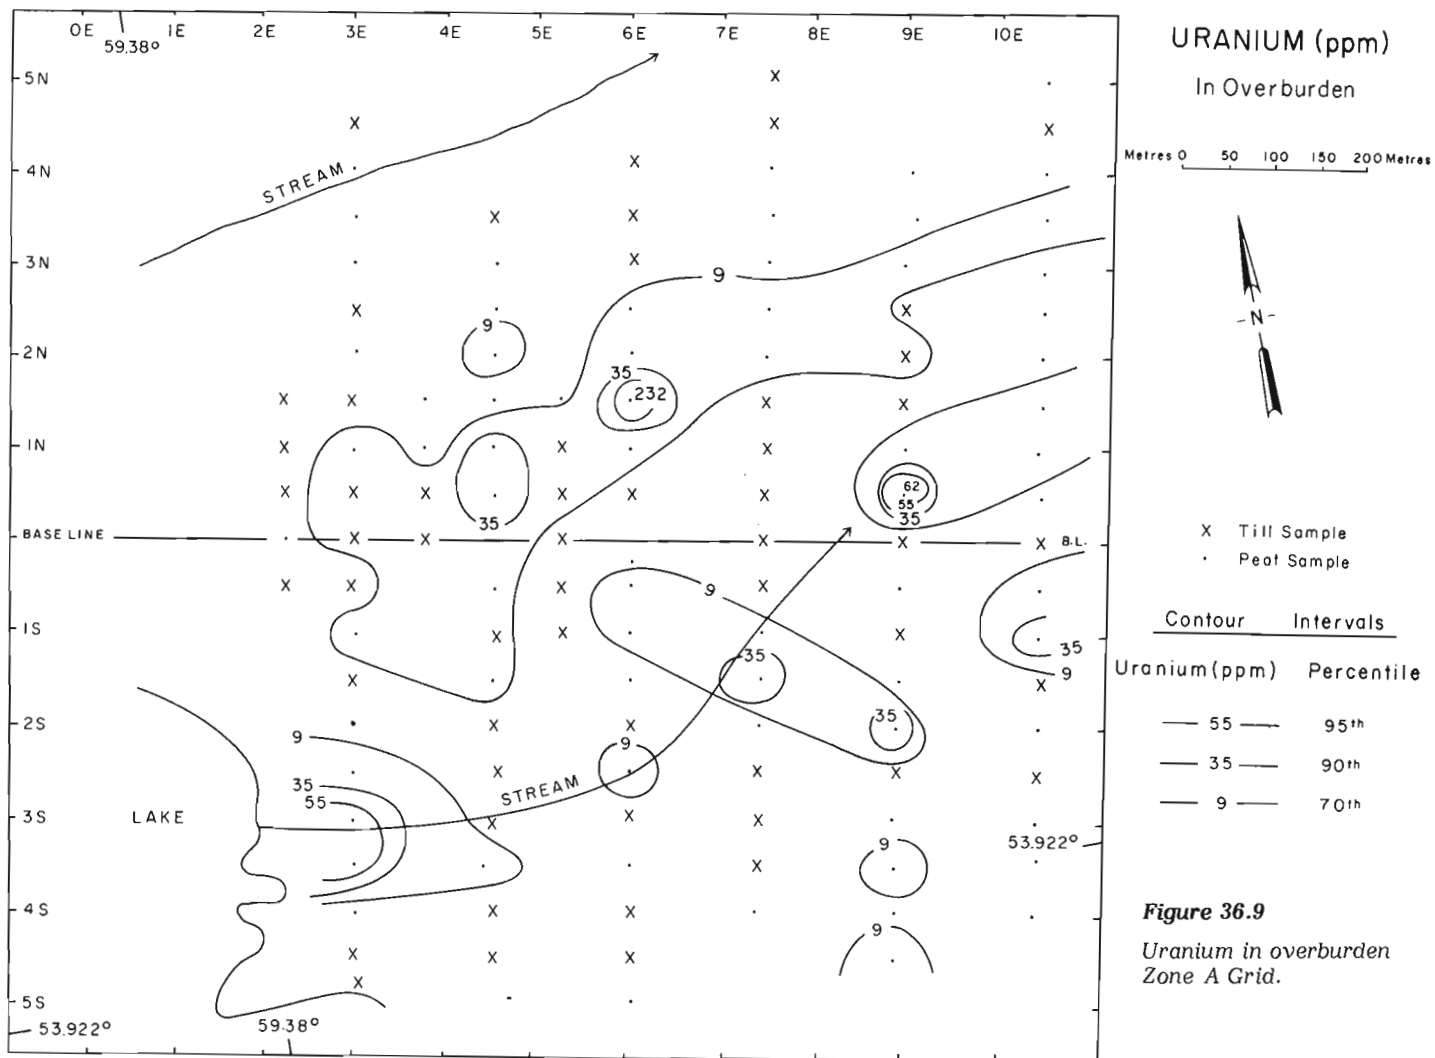 0E 1E 2E 3E 4E 5E 6E 7E 8E 9E 10E
59.38°
URANIUM (ppm)
In Overburden
Metres 0 50 100 150 200 Metres
5N
4N
STREAM
3N
9
N
9
2N
35
232
1N
62
55
35
35
BASE LINE
B.L.
X Till Sample
. Peat Sample
9
1S
35
35
9
Contour Intervals
Uranium (ppm) Percentile
55 95th
35 90th
9 70th
35
2S
9
9
35
STREAM
55
3S
LAKE
53.922°
9
4S
9
5S
53.922°
59.38°
Figure 36.9
Uranium in overburden
Zone A Grid.